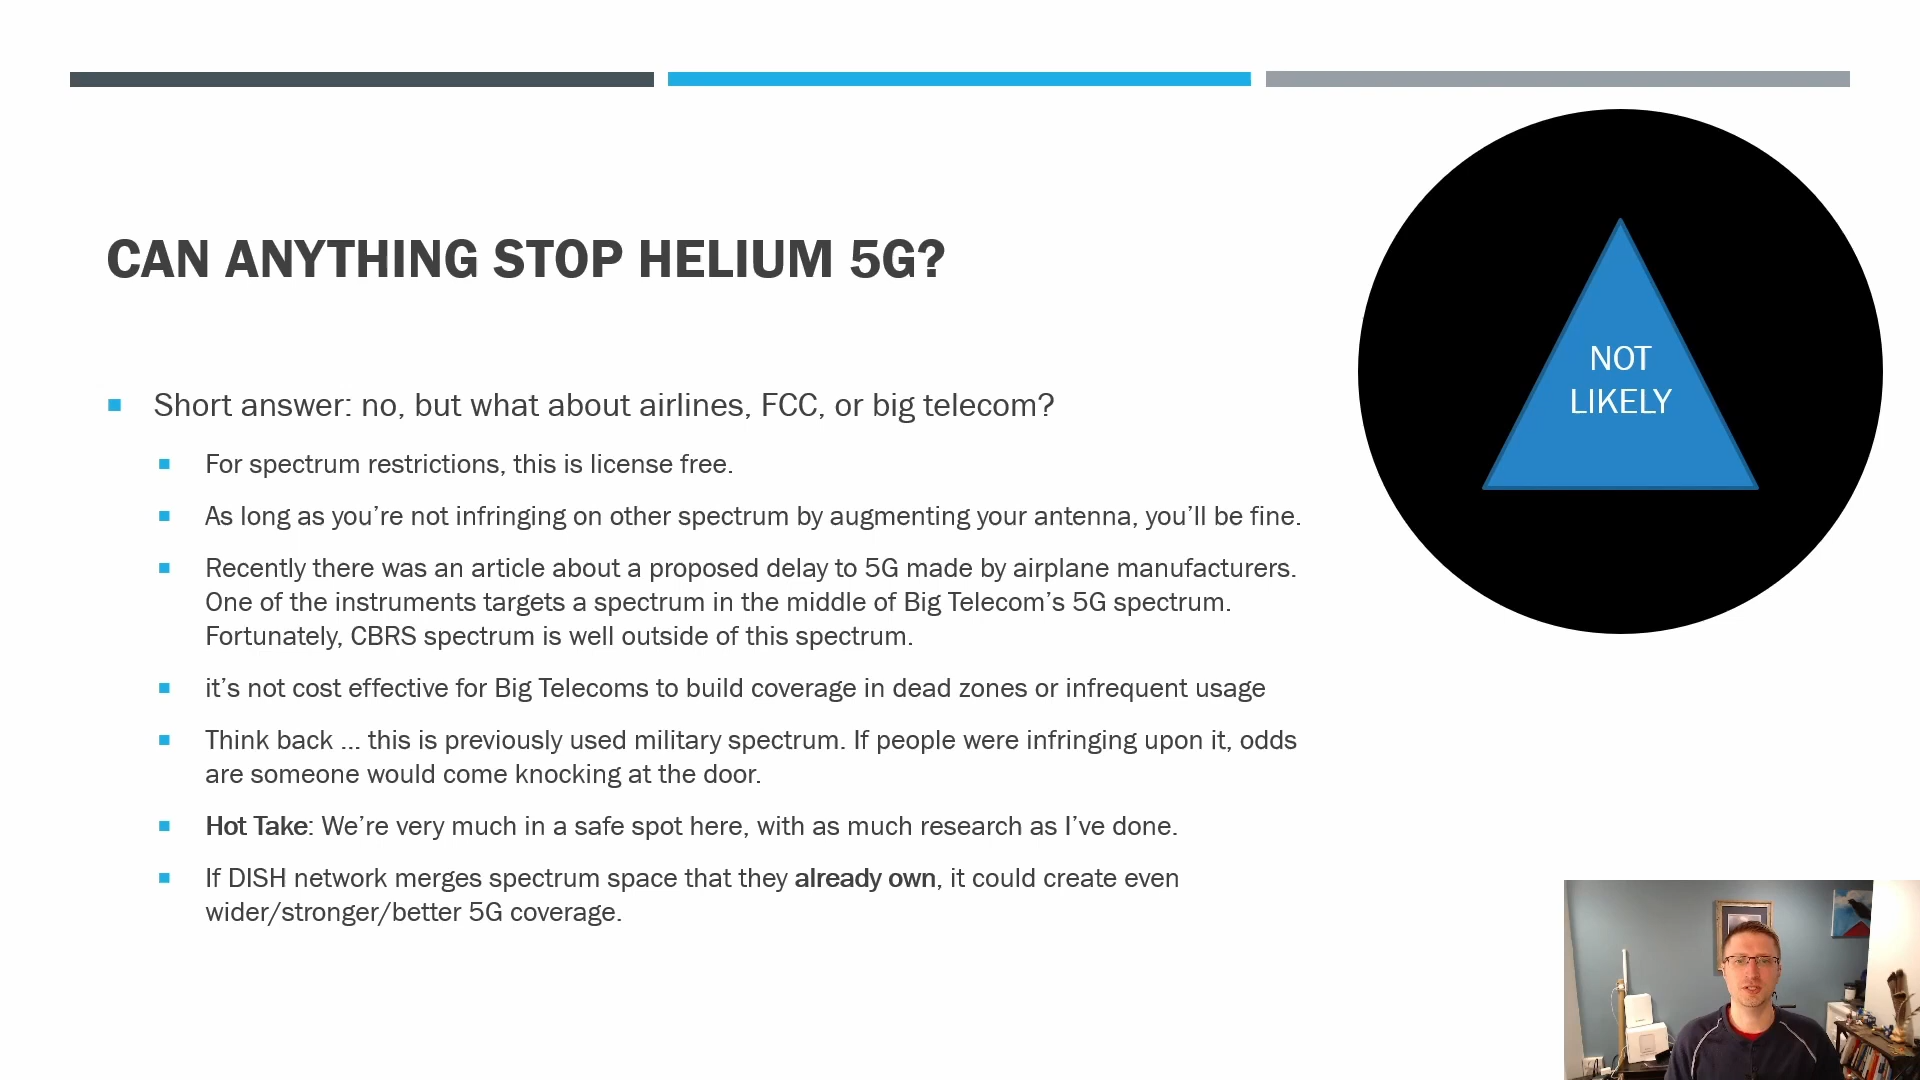 CAN ANYTHING STOP HELIUM 5G?
NOT
LIKELY
Short answer: no, but what about airlines, FCC, or big telecom?
For spectrum restrictions, this is license free.
As long as you’re not infringing on other spectrum by augmenting your antenna, you’ll be fine.
Recently there was an article about a proposed delay to 5G made by airplane manufacturers.
One of the instruments targets a spectrum in the middle of Big Telecom’s 5G spectrum.
Fortunately, CBRS spectrum is well outside of this spectrum.
it’s not cost effective for Big Telecoms to build coverage in dead zones or infrequent usage
Think back ... this is previously used military spectrum. If people were infringing upon it, odds
are someone would come knocking at the door.
Hot Take: We’re very much in a safe spot here, with as much research as I’ve done.
If DISH network merges spectrum space that they already own, it could create even
wider/stronger/better 5G coverage.